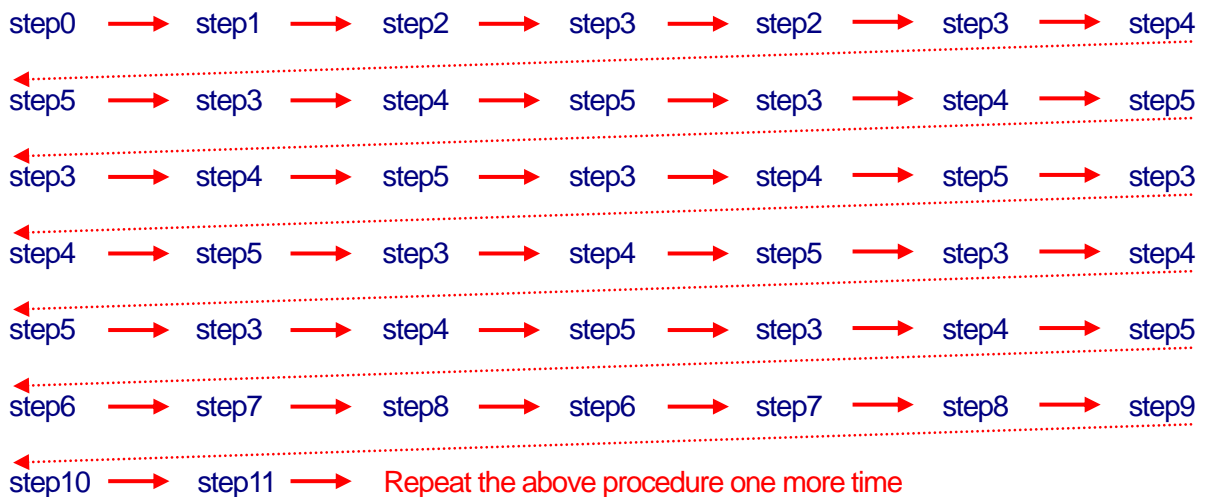 step0 step1 step2 step3 step2 step3 step4
step5 step3 step4 step5 step3 step4 step5
step3 step4 step5 step3 step4 step5 step3
step4 step5 step3 step4 step5 step3 step4
step5 step3 step4 step5 step3 step4 step5
step6 step7 step8 step6 step7 step8 step9
step10 step11 Repeat the above procedure one more time